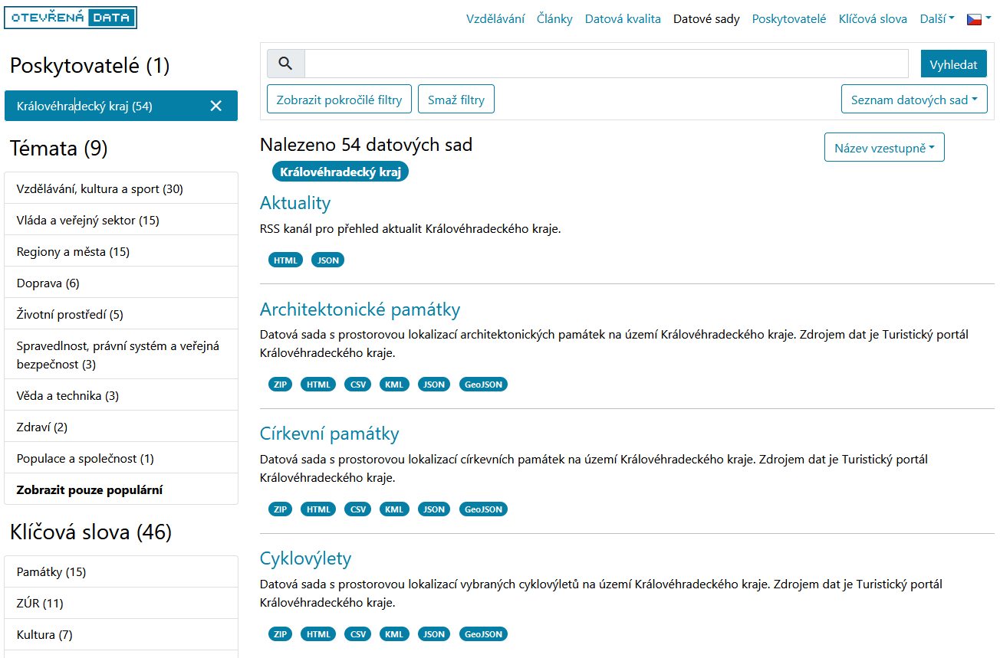 OTEVŘENÁ DATA
Vzdělávání Články Datová kvalita Datové sady Poskytovatelé Klíčová slova Další
Poskytovatelé (1)
Královéhradecký kraj (54)
Témata (9)
Vzdělávání, kultura a sport (30)
Vláda a veřejný sektor (15)
Regiony a města (15)
Doprava (6)
Životní prostředí (5)
Spravedlnost, právní systém a veřejná
bezpečnost (3)
Věda a technika (3)
Zdraví (2)
Populace a společnost (1)
Zobrazit pouze populární
Klíčová slova (46)
Památky (15)
ZÚR (11)
Kultura (7)
Vyhledat
Zobrazit pokročilé filtry Smaž filtry Seznam datových sad
Nalezeno 54 datových sad
Název vzestupně
Královéhradecký kraj
Aktuality
RSS kanál pro přehled aktualit Královéhradeckého kraje.
HTML JSON
Architektonické památky
Datová sada s prostorovou lokalizací architektonických památek na území Královéhradeckého kraje. Zdrojem dat je Turistický portál
Královéhradeckého kraje.
ZIP HTML CSV KML JSON GeoJSON
Církevní památky
Datová sada s prostorovou lokalizací církevních památek na území Královéhradeckého kraje. Zdrojem dat je Turistický portál
Královéhradeckého kraje.
ZIP HTML CSV KML JSON GeoJSON
Cyklovýlety
Datová sada s prostorovou lokalizací vybraných cyklovýletů na území Královéhradeckého kraje. Zdrojem dat je Turistický portál
Královéhradeckého kraje.
ZIP HTML CSV KML JSON GeoJSON